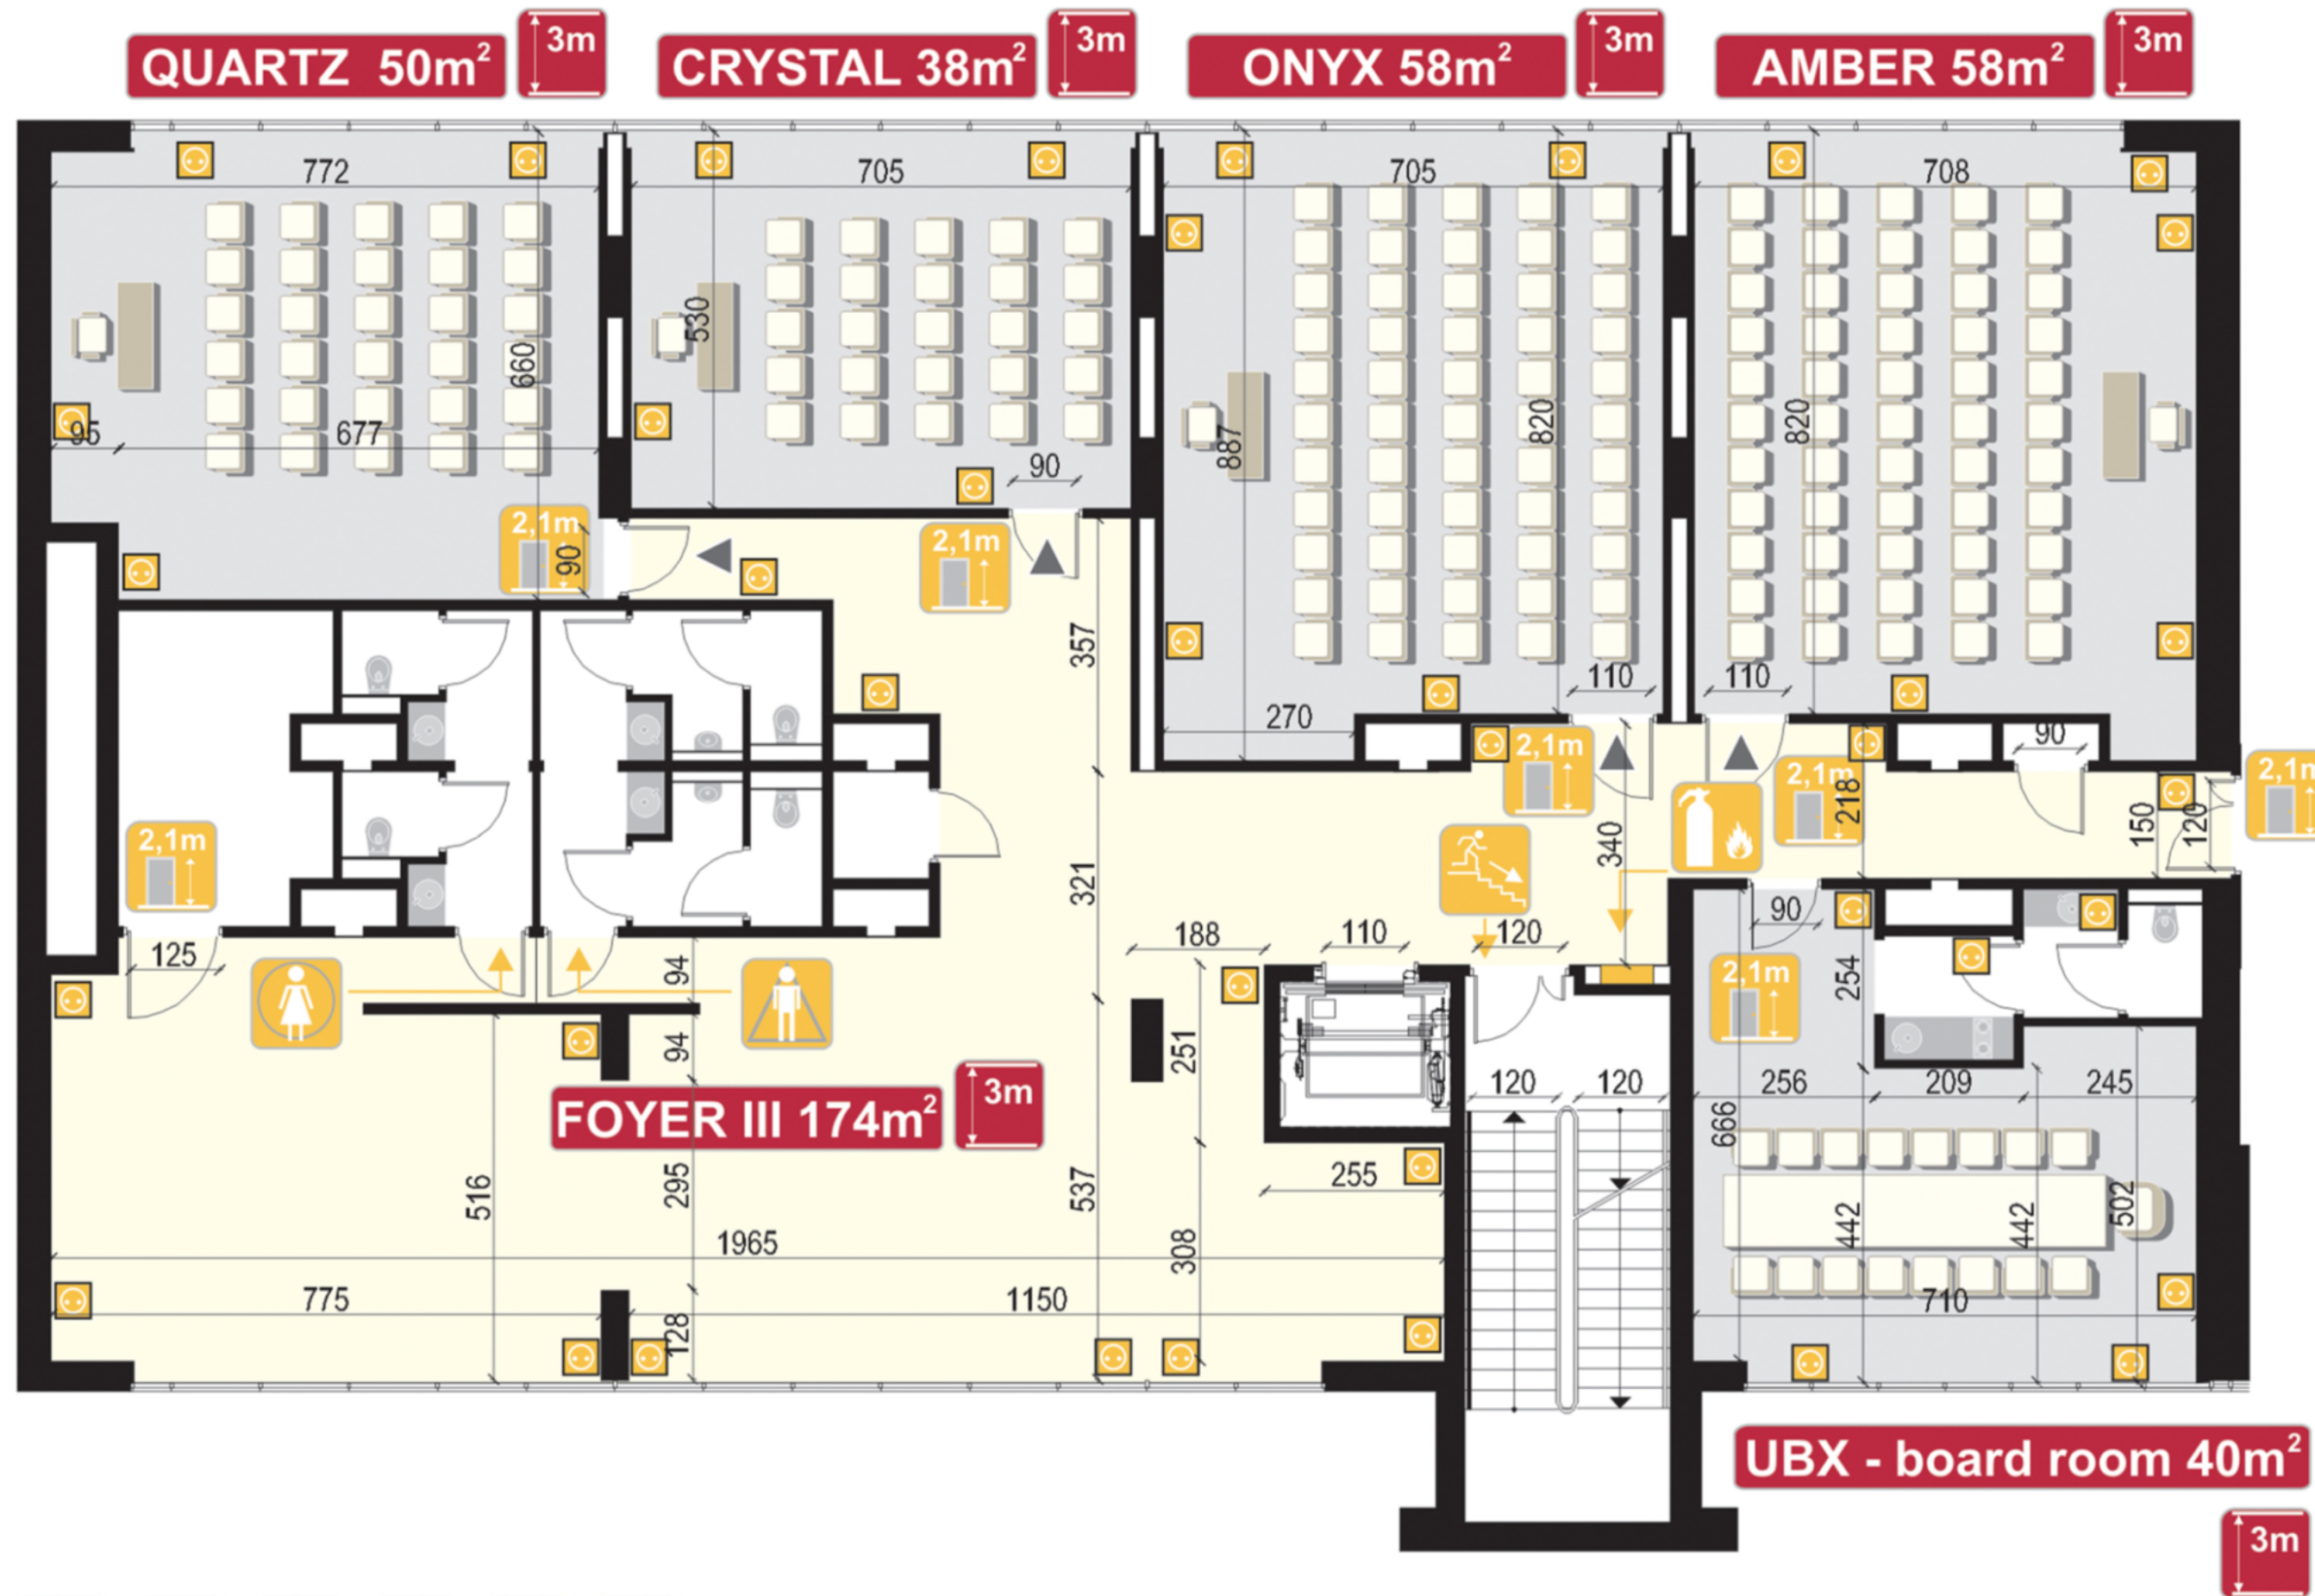 QUARTZ 50m²
3m
CRYSTAL 38m²
3m
ONYX 58m²
3m
AMBER 58m²
3m
772
705
705
708
530
660
95
677
887
820
820
90
2,1m
90
2,1m
357
110
110
270
2,1m
90
2,1m
218
2,1m
150
120
340
2,1m
321
125
94
188
110
120
90
254
2,1m
94
251
120
120
256
209
245
FOYER III 174m²
3m
666
516
295
537
255
442
442
502
1965
308
775
1150
710
128
UBX - board room 40m²
3m